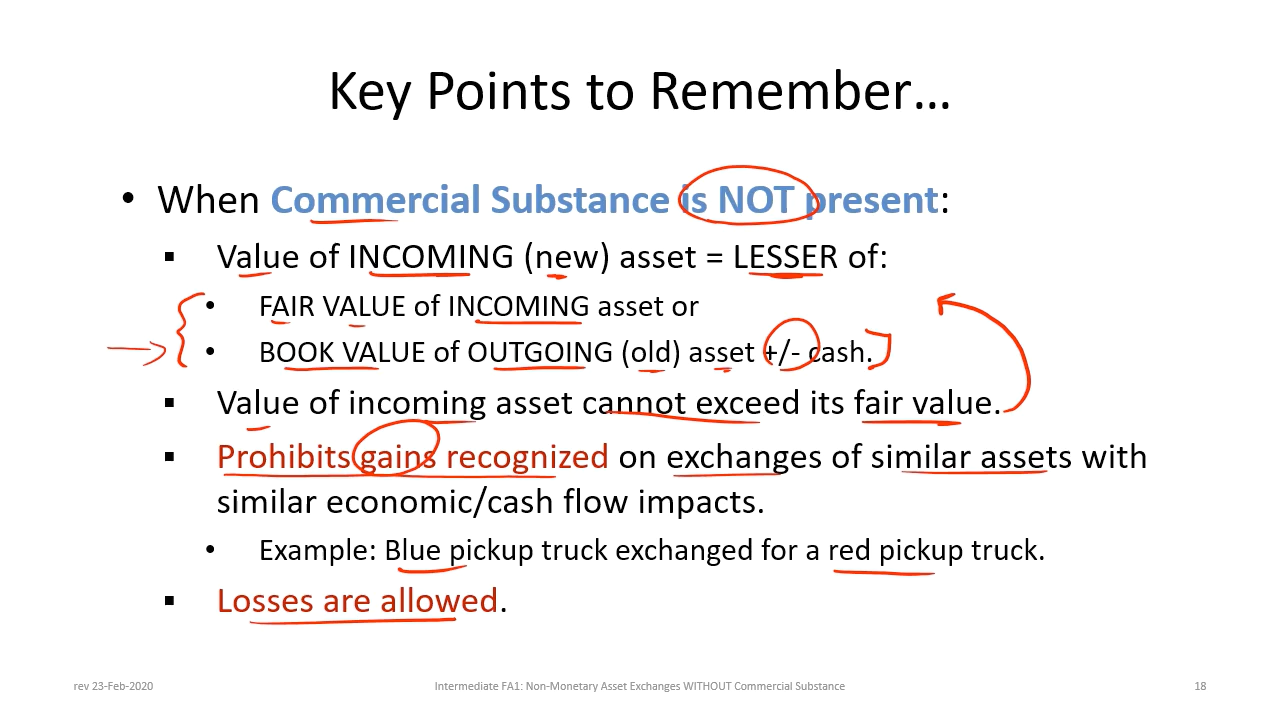 Key Points to Remember…
• When Commercial Substance is NOT present:
▪ Value of INCOMING (new) asset = LESSER of:
• FAIR VALUE of INCOMING asset or
• BOOK VALUE of OUTGOING (old) asset +/- cash.
▪ Value of incoming asset cannot exceed its fair value.
▪ Prohibits gains recognized on exchanges of similar assets with
similar economic/cash flow impacts.
• Example: Blue pickup truck exchanged for a red pickup truck.
▪ Losses are allowed.
rev 23-Feb-2020
Intermediate FA1: Non-Monetary Asset Exchanges WITHOUT Commercial Substance
18